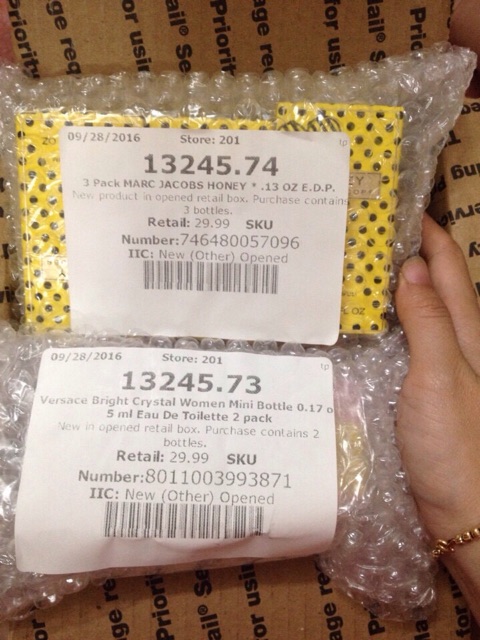 09/28/2016 Store: 201 tp
13245.74
3 Pack MARC JACOBS HONEY * .13 OZ E.D.P.
New product in opened retail box. Purchase contains
3 bottles.
Retail: 29.99 SKU
Number:746480057096
IIC: New (Other) Opened
09/28/2016 Store: 201 tp
13245.73
Versace Bright Crystal Women Mini Bottle 0.17 o
5 ml Eau De Toilette 2 pack
New in opened retail box. Purchase contains 2
bottles.
Retail: 29.99 SKU
Number:8011003993871
IIC: New (Other) Opened